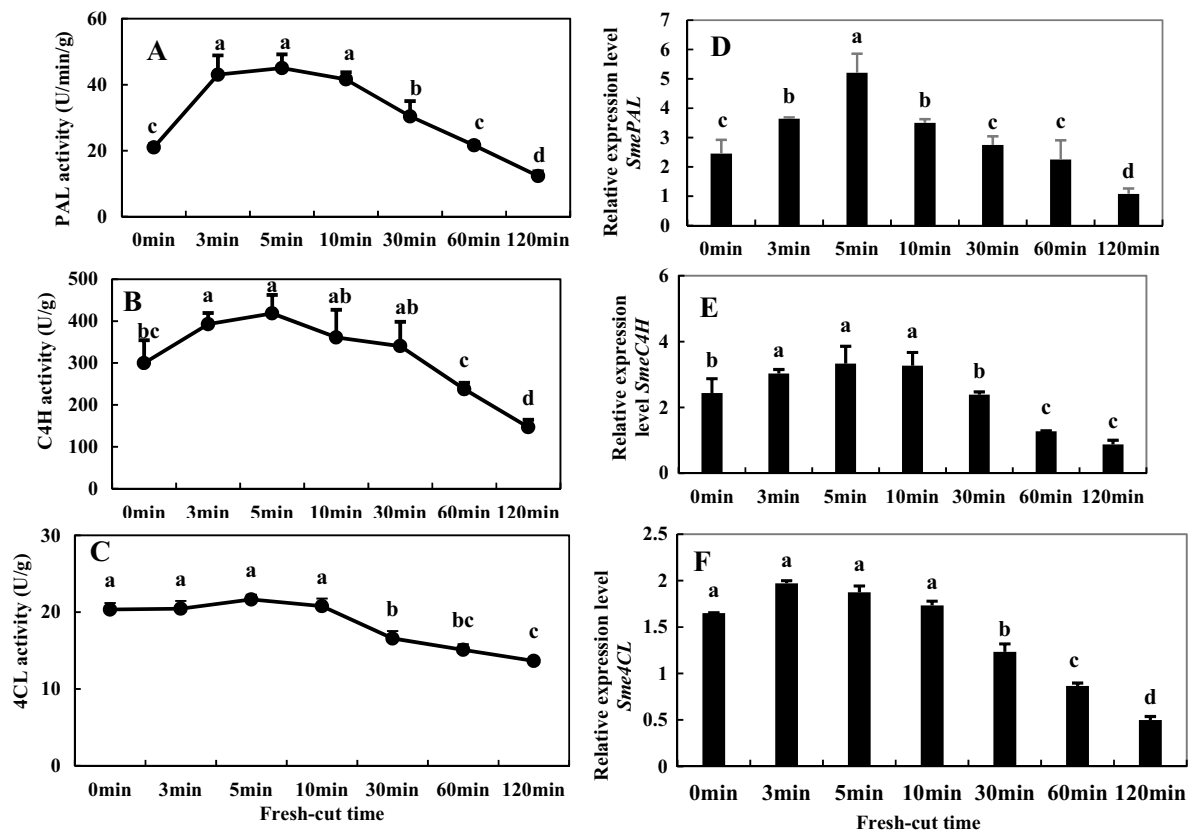 A
PAL activity (U/min/g)
60
40
20
0
c
a
a
a
b
c
d
0min 3min 5min 10min 30min 60min 120min
B
C4H activity (U/g)
500
400
300
200
100
0
bc
a
a
ab
ab
c
d
0min 3min 5min 10min 30min 60min 120min
C
4CL activity (U/g)
30
20
10
0
a
a
a
a
b
bc
c
0min 3min 5min 10min 30min 60min 120min
Fresh-cut time
D
Relative expression level
SmePAL
7
6
5
4
3
2
1
0
c
b
a
b
c
c
d
0min 3min 5min 10min 30min 60min 120min
E
Relative expression
level SmeC4H
6
4
2
0
b
a
a
a
b
c
c
0min 3min 5min 10min 30min 60min 120min
F
Relative expression level
Sme4CL
2.5
2
1.5
1
0.5
0
a
a
a
a
b
c
d
0min 3min 5min 10min 30min 60min 120min
Fresh-cut time